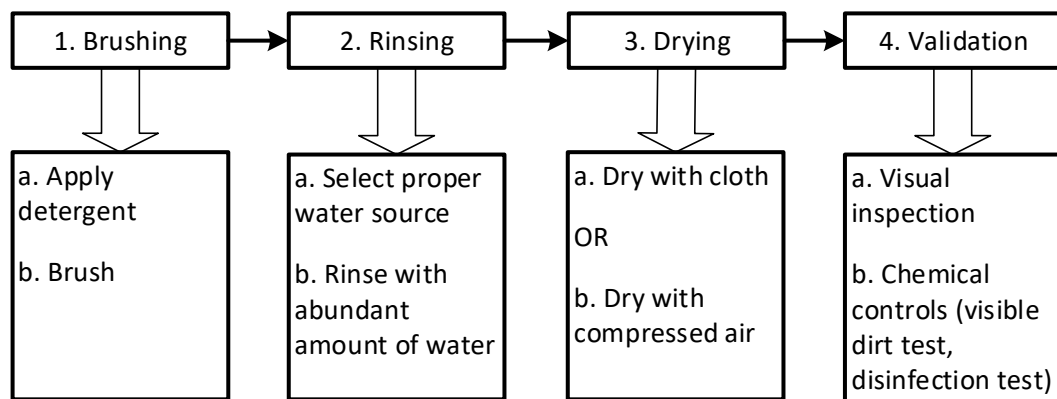 1. Brushing
2. Rinsing
3. Drying
4. Validation
a. Apply
detergent
b. Brush
a. Select proper
water source
b. Rinse with
abundant
amount of water
a. Dry with cloth
OR
b. Dry with
compressed air
a. Visual
inspection
b. Chemical
controls (visible
dirt test,
disinfection test)